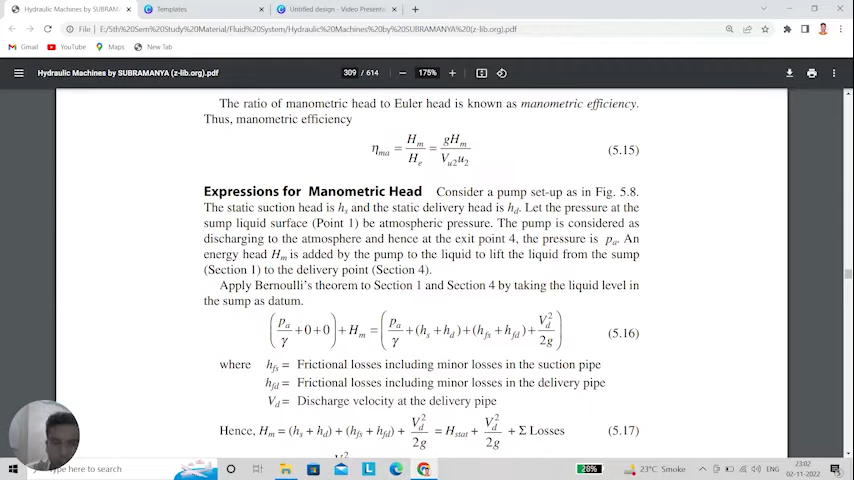 Hydraulic Machines by SUBRAMA
Templates
Untitled design - Video Presenta
File | E:/5th%20Sem%20Study%20Material/Fluid%20System/Hydraulic%20Machines%20by%20SUBRAMANYA%20(z-lib.org).pdf
Gmail YouTube Maps New Tab
Hydraulic Machines by SUBRAMANYA (z-lib.org).pdf 309 / 614 175%
The ratio of manometric head to Euler head is known as manometric efficiency.
Thus, manometric efficiency
η_ma = H_m / H_e = gH_m / V_u2 u_2 (5.15)
Expressions for Manometric Head Consider a pump set-up as in Fig. 5.8.
The static suction head is h_s and the static delivery head is h_d. Let the pressure at the
sump liquid surface (Point 1) be atmospheric pressure. The pump is considered as
discharging to the atmosphere and hence at the exit point 4, the pressure is p_a. An
energy head H_m is added by the pump to the liquid to lift the liquid from the sump
(Section 1) to the delivery point (Section 4).
Apply Bernoulli's theorem to Section 1 and Section 4 by taking the liquid level in
the sump as datum.
(p_a/γ + 0 + 0) + H_m = (p_a/γ + (h_s + h_d) + (h_fs + h_fd) + V_d²/2g) (5.16)
where h_fs = Frictional losses including minor losses in the suction pipe
h_fd = Frictional losses including minor losses in the delivery pipe
V_d = Discharge velocity at the delivery pipe
Hence, H_m = (h_s + h_d) + (h_fs + h_fd) + V_d²/2g = H_stat + V_d²/2g + Σ Losses (5.17)
here to search
28%
23°C Smoke
ENG
23:02
02-11-2022